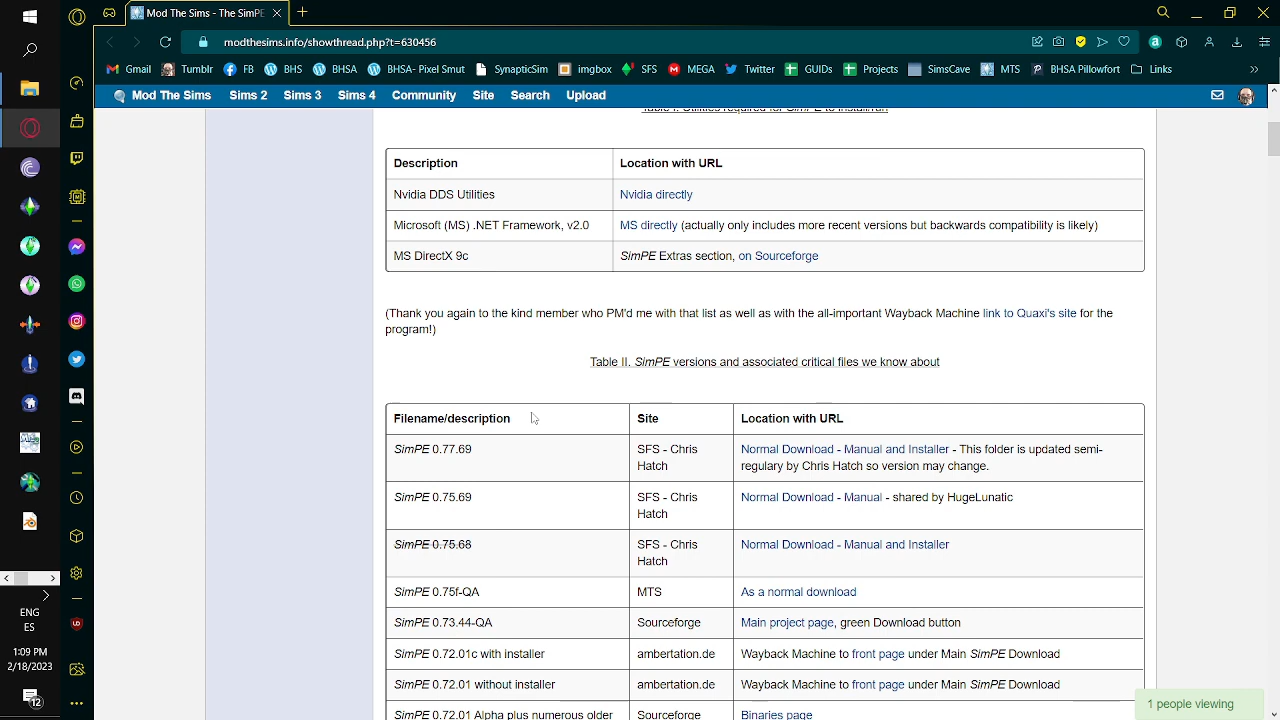 Mod The Sims - The SimPE
modthesims.info/showthread.php?t=630456
Gmail Tumblr FB BHS BHSA BHSA- Pixel Smut SynapticSim imgbox SFS MEGA Twitter GUIDs Projects SimsCave MTS BHSA Pillowfort Links
Mod The Sims Sims 2 Sims 3 Sims 4 Community Site Search Upload
Table I. Utilities required for SimPE to install/run
Description Location with URL
Nvidia DDS Utilities Nvidia directly
Microsoft (MS) .NET Framework, v2.0 MS directly (actually only includes more recent versions but backwards compatibility is likely)
MS DirectX 9c SimPE Extras section, on Sourceforge
(Thank you again to the kind member who PM'd me with that list as well as with the all-important Wayback Machine link to Quaxi's site for the
program!)
Table II. SimPE versions and associated critical files we know about
Filename/description Site Location with URL
SimPE 0.77.69 SFS - Chris Hatch Normal Download - Manual and Installer - This folder is updated semi-
regulary by Chris Hatch so version may change.
SimPE 0.75.69 SFS - Chris Hatch Normal Download - Manual - shared by HugeLunatic
SimPE 0.75.68 SFS - Chris Hatch Normal Download - Manual and Installer
SimPE 0.75f-QA MTS As a normal download
SimPE 0.73.44-QA Sourceforge Main project page, green Download button
SimPE 0.72.01c with installer ambertation.de Wayback Machine to front page under Main SimPE Download
SimPE 0.72.01 without installer ambertation.de Wayback Machine to front page under Main SimPE Download
SimPE 0.72.01 Alpha plus numerous older Sourceforge Binaries page
1 people viewing
ENG
ES
1:09 PM
2/18/2023
12